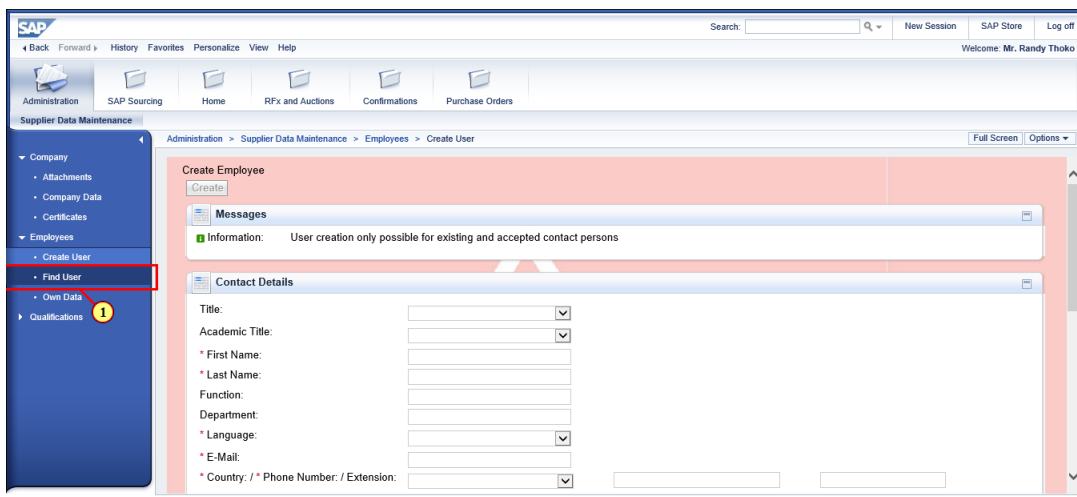 SAP
Search:
New Session
SAP Store
Log off
Back Forward History Favorites Personalize View Help
Welcome: Mr. Randy Thoko
Administration
SAP Sourcing
Home
RFx and Auctions
Confirmations
Purchase Orders
Supplier Data Maintenance
Administration > Supplier Data Maintenance > Employees > Create User
Full Screen
Options
Company
Attachments
Company Data
Certificates
Employees
Create User
Find User
Own Data
1
Qualifications
Create Employee
Create
Messages
Information: User creation only possible for existing and accepted contact persons
Contact Details
Title:
Academic Title:
* First Name:
* Last Name:
Function:
Department:
* Language:
* E-Mail:
* Country: / * Phone Number: / Extension: